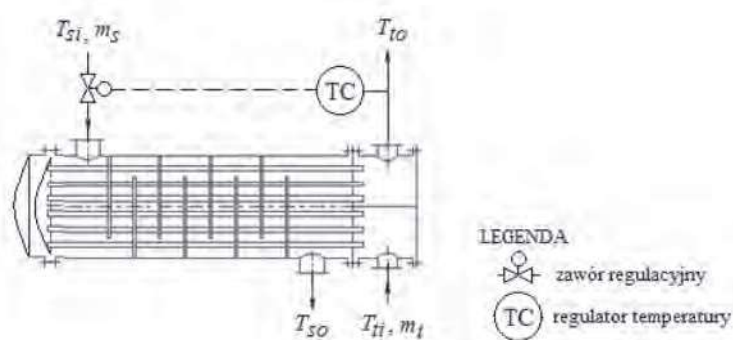 T_si, m_s
T_to
TC
T_so
T_ti, m_t
LEGENDA
zawór regulacyjny
TC regulator temperatury